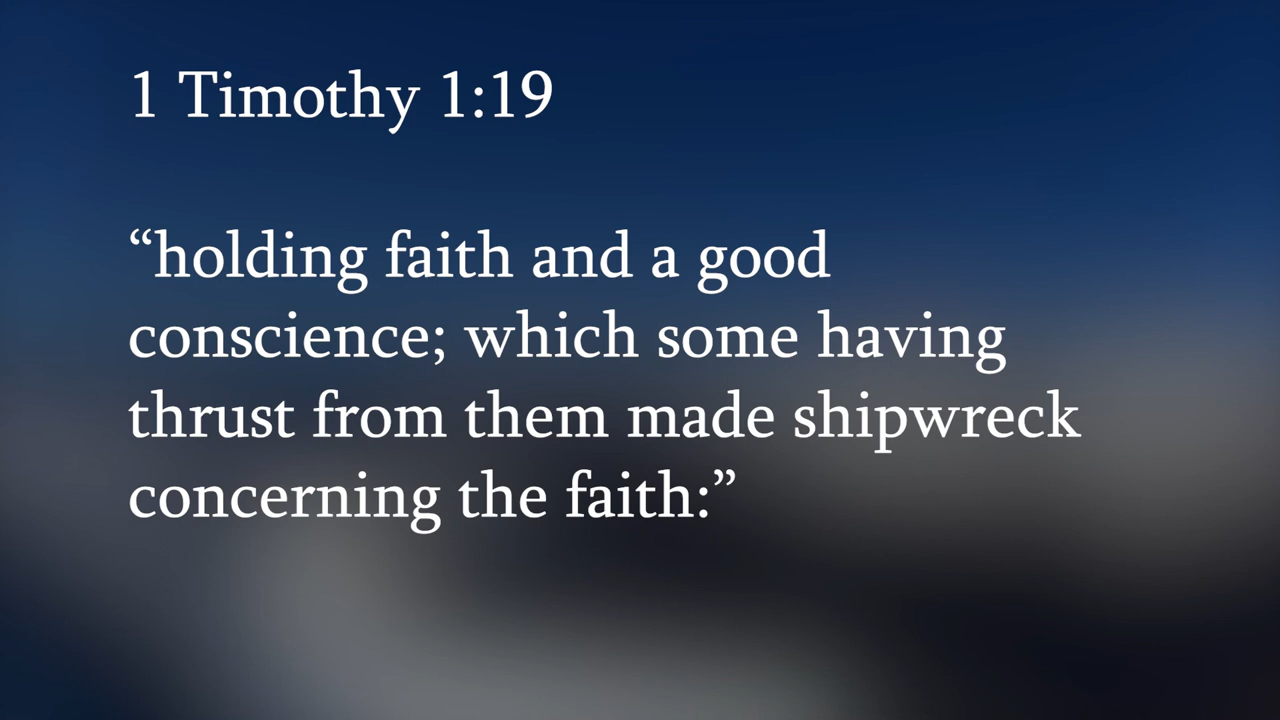 1 Timothy 1:19
“holding faith and a good
conscience; which some having
thrust from them made shipwreck
concerning the faith:”